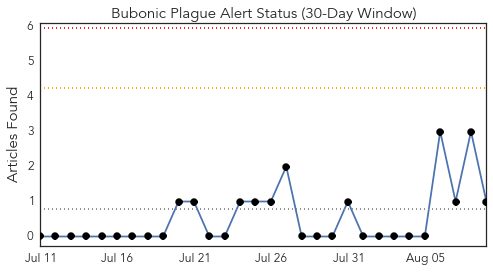 Bubonic Plague Alert Status (30-Day Window)
Articles Found
6
5
4
3
2
1
0
Jul 11 Jul 16 Jul 21 Jul 26 Jul 31 Aug 05